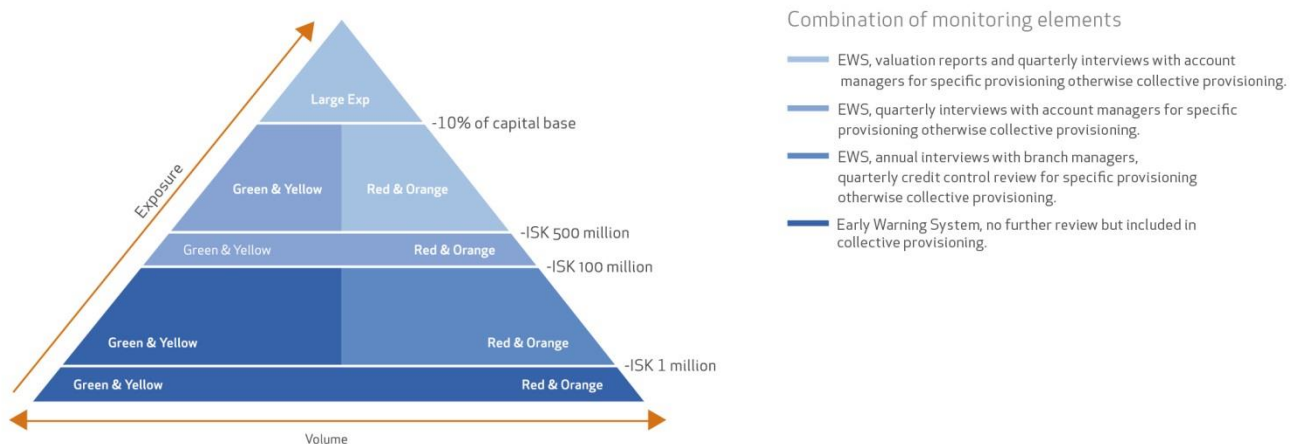 Large Exp
-10% of capital base
Exposure
Green & Yellow
Red & Orange
-ISK 500 million
Green & Yellow
Red & Orange
-ISK 100 million
Green & Yellow
Red & Orange
-ISK 1 million
Green & Yellow
Red & Orange
Volume
Combination of monitoring elements
EWS, valuation reports and quarterly interviews with account
managers for specific provisioning otherwise collective provisioning.
EWS, quarterly interviews with account managers for specific
provisioning otherwise collective provisioning.
EWS, annual interviews with branch managers,
quarterly credit control review for specific provisioning
otherwise collective provisioning.
Early Warning System, no further review but included in
collective provisioning.